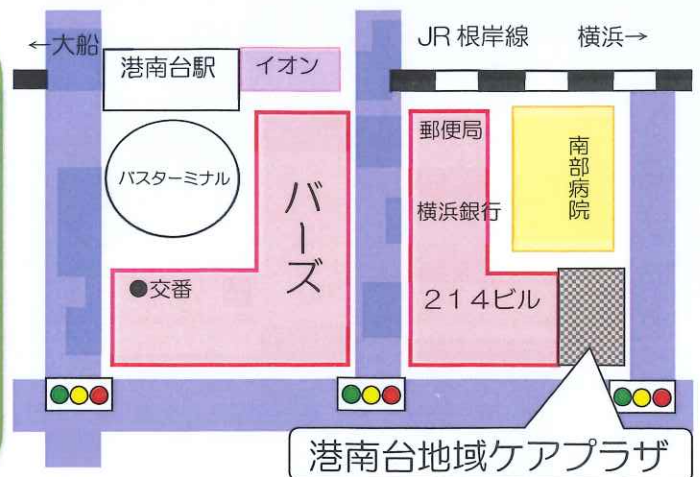 ←大船
JR 根岸線 横浜→
港南台駅
イオン
郵便局
南部病院
バスターミナル
バーズ
横浜銀行
●交番
214ビル
港南台地域ケアプラザ